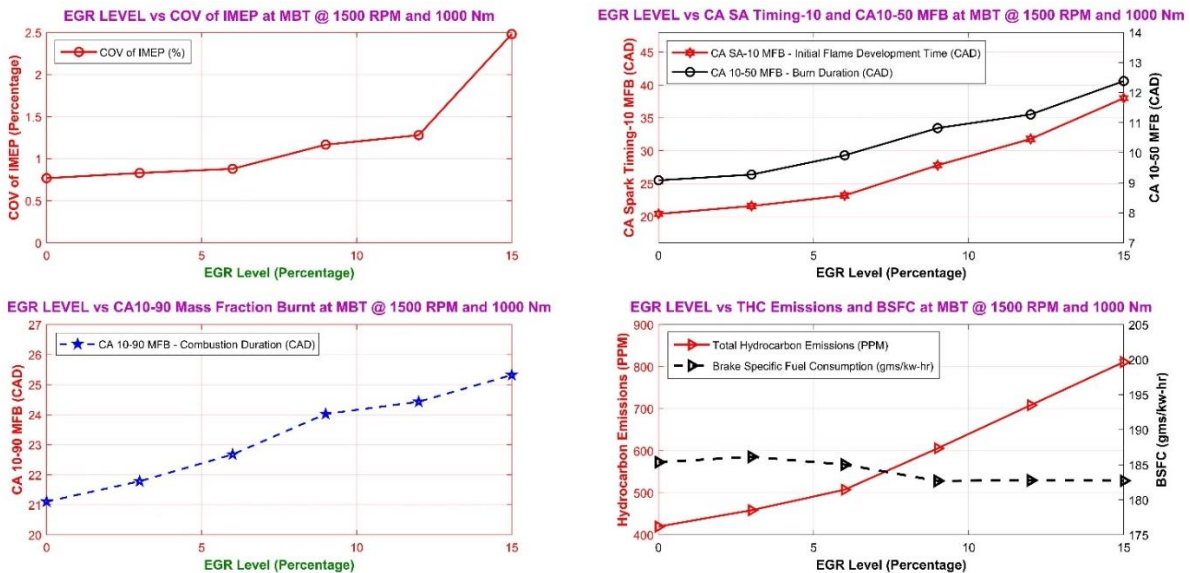 EGR LEVEL vs COV of IMEP at MBT @ 1500 RPM and 1000 Nm
COV of IMEP (Percentage)
2.5
2
1.5
1
0.5
0
COV of IMEP (%)
0 5 10 15
EGR Level (Percentage)
EGR LEVEL vs CA SA Timing-10 and CA10-50 MFB at MBT @ 1500 RPM and 1000 Nm
CA Spark Timing-10 MFB (CAD)
45
40
35
30
25
20
CA SA-10 MFB - Initial Flame Development Time (CAD)
CA 10-50 MFB - Burn Duration (CAD)
14
13
12
11
10
9
8
7
CA 10-50 MFB (CAD)
0 5 10 15
EGR Level (Percentage)
EGR LEVEL vs CA10-90 Mass Fraction Burnt at MBT @ 1500 RPM and 1000 Nm
CA 10-90 MFB (CAD)
27
26
25
24
23
22
21
20
CA 10-90 MFB - Combustion Duration (CAD)
0 5 10 15
EGR Level (Percentage)
EGR LEVEL vs THC Emissions and BSFC at MBT @ 1500 RPM and 1000 Nm
Hydrocarbon Emissions (PPM)
900
800
700
600
500
400
Total Hydrocarbon Emissions (PPM)
Brake Specific Fuel Consumption (gms/kw-hr)
205
200
195
190
185
180
175
BSFC (gms/kw-hr)
0 5 10 15
EGR Level (Percentage)